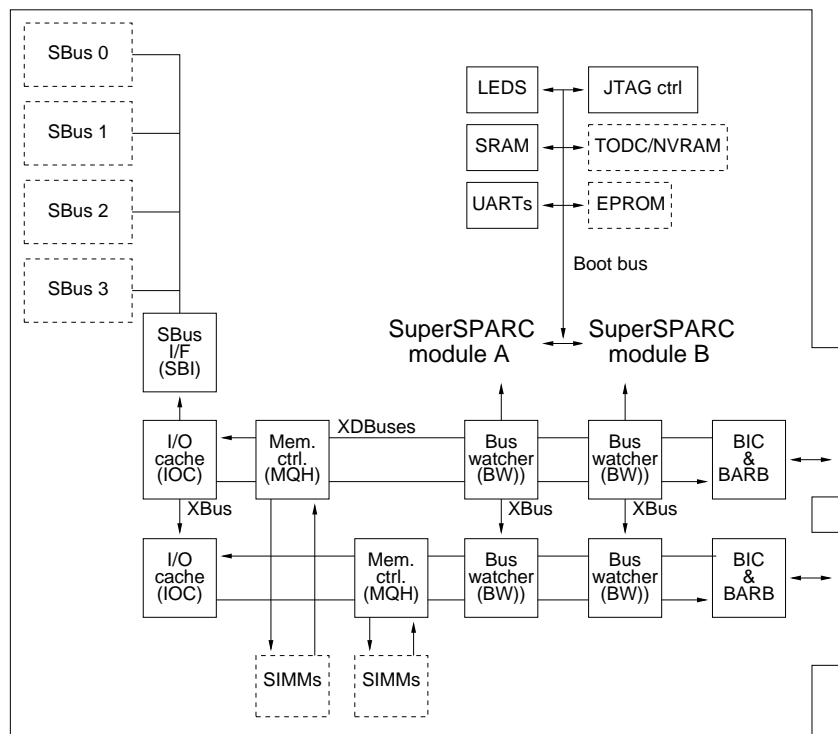 SBus 0
SBus 1
SBus 2
SBus 3
SBus
I/F
(SBI)
LEDS
JTAG ctrl
SRAM
TODC/NVRAM
UARTs
EPROM
Boot bus
SuperSPARC
module A
SuperSPARC
module B
XDBuses
I/O
cache
(IOC)
Mem.
ctrl.
(MQH)
Bus
watcher
(BW))
Bus
watcher
(BW))
BIC
&
BARB
XBus
XBus
XBus
I/O
cache
(IOC)
Mem.
ctrl.
(MQH)
Bus
watcher
(BW))
Bus
watcher
(BW))
BIC
&
BARB
SIMMs
SIMMs